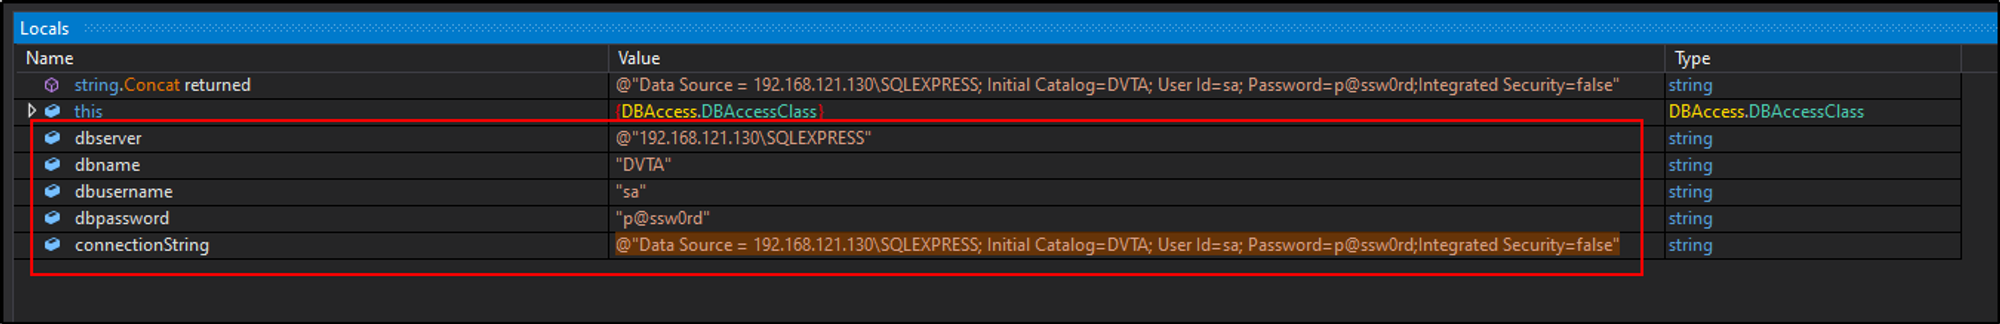 Locals
Name Value Type
string.Concat returned @"Data Source = 192.168.121.130\SQLEXPRESS; Initial Catalog=DVTA; User Id=sa; Password=p@ssw0rd;Integrated Security=false" string
this {DBAccess.DBAccessClass} DBAccess.DBAccessClass
dbserver @"192.168.121.130\SQLEXPRESS" string
dbname "DVTA" string
dbusername "sa" string
dbpassword "p@ssw0rd" string
connectionString @"Data Source = 192.168.121.130\SQLEXPRESS; Initial Catalog=DVTA; User Id=sa; Password=p@ssw0rd;Integrated Security=false" string